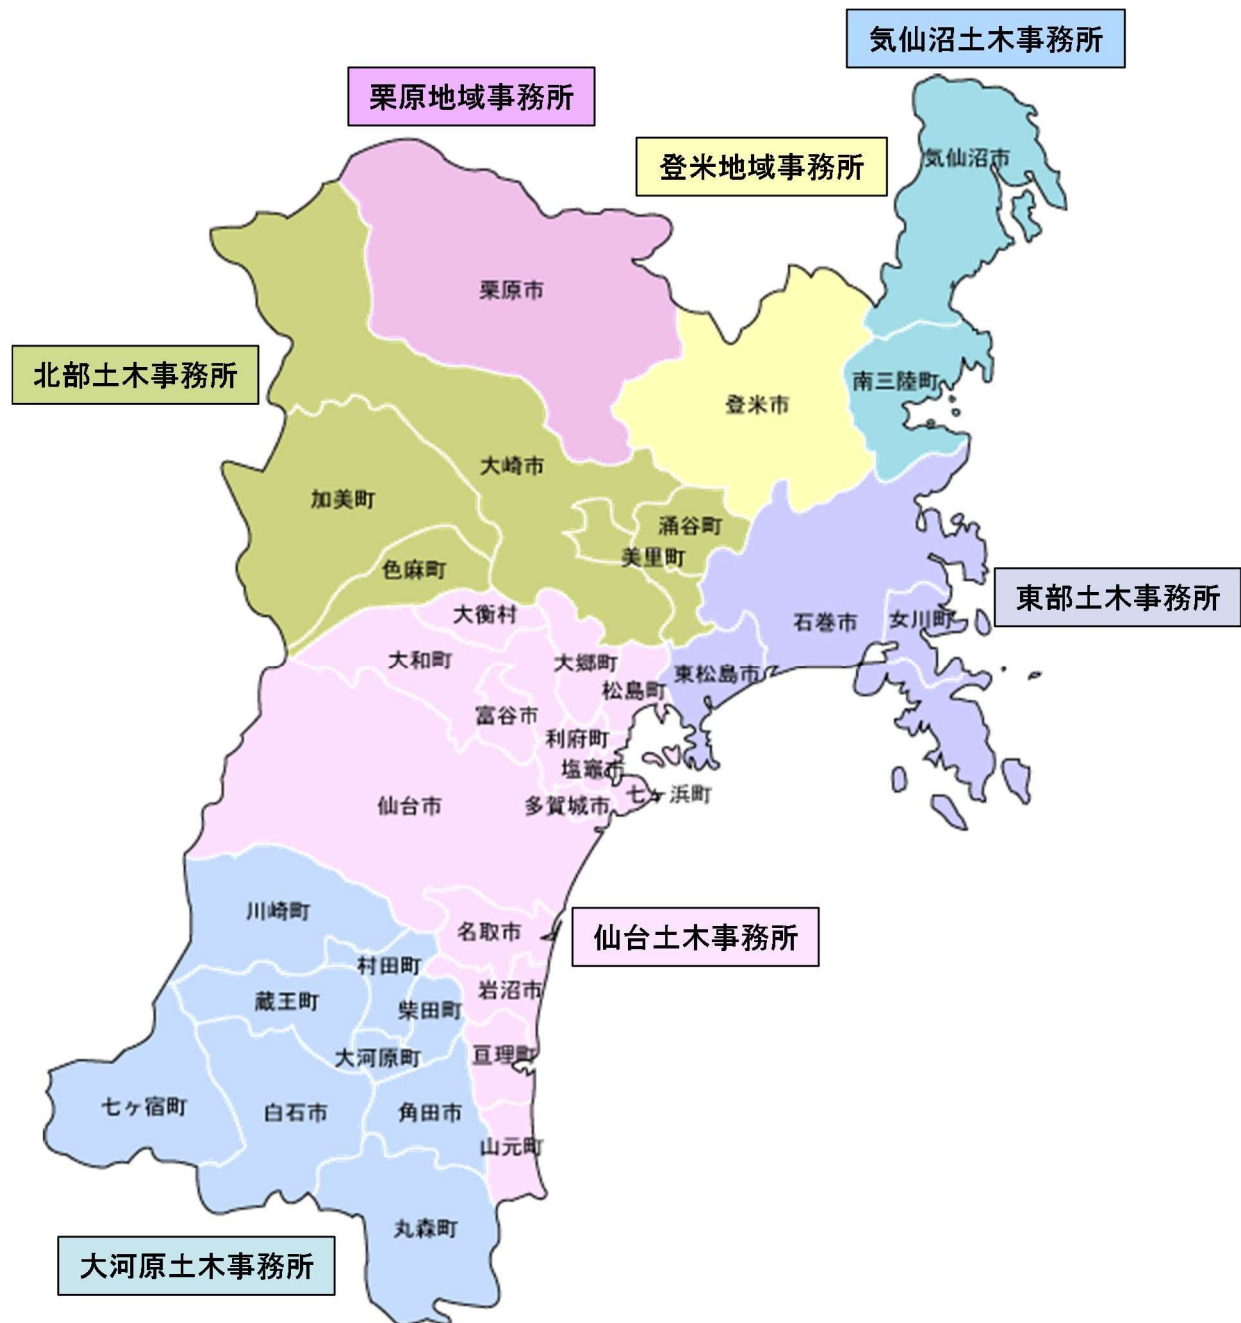 気仙沼土木事務所
栗原地域事務所
登米地域事務所
気仙沼市
栗原市
北部土木事務所
南三陸町
登米市
大崎市
加美町
涌谷町
美里町
色麻町
東部土木事務所
大衡村
石巻市
女川町
大和町
大郷町
東松島市
松島町
富谷市
利府町
塩竈市
七ヶ浜町
仙台市
多賀城市
川崎町
名取市
仙台土木事務所
村田町
岩沼市
蔵王町
柴田町
大河原町
亘理町
七ヶ宿町
白石市
角田市
山元町
丸森町
大河原土木事務所